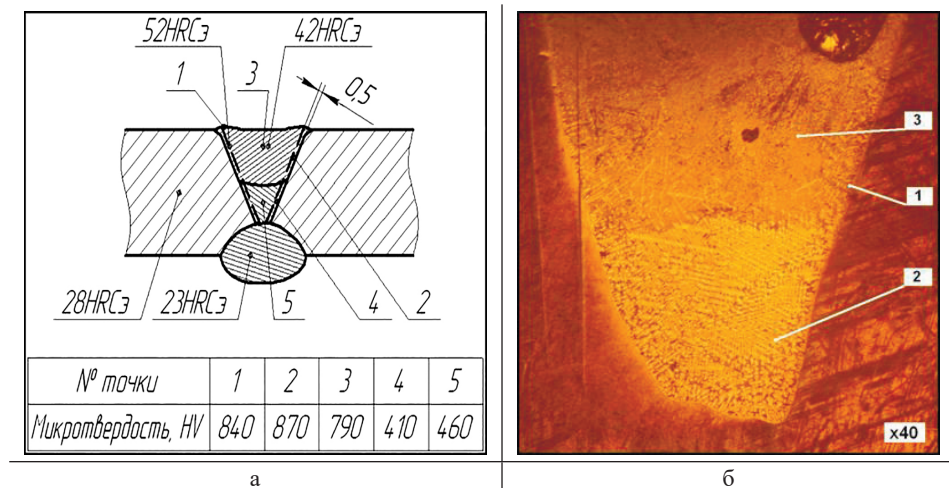 52HRCэ 42HRCэ
1 3 0,5
28HRCэ 23HRCэ 5 4 2
№ точки 1 2 3 4 5
Микротвердость, HV 840 870 790 410 460
3
1
2
x40
а б